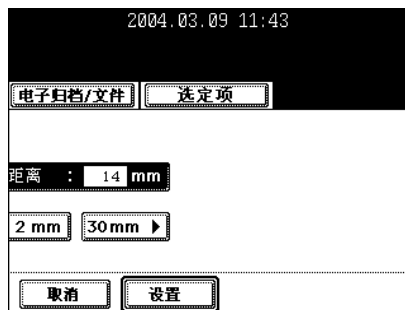 2004.03.09 11:43
电子归档/文件 选定项
距离 : 14 mm
2 mm 30mm
取消 设置